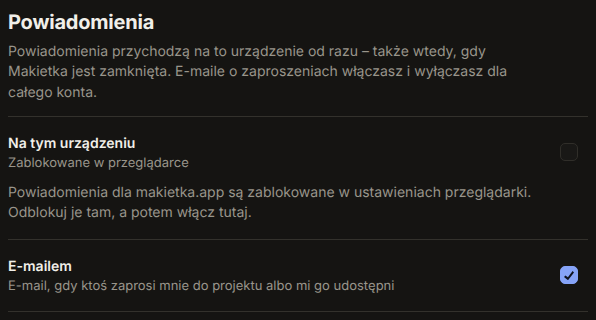 Powiadomienia
Powiadomienia przychodzą na to urządzenie od razu – także wtedy, gdy
Makietka jest zamknięta. E-maile o zaproszeniach włączasz i wyłączasz dla
całego konta.
Na tym urządzeniu
Zablokowane w przeglądarce
Powiadomienia dla makietka.app są zablokowane w ustawieniach przeglądarki.
Odblokuj je tam, a potem włącz tutaj.
E-mailem
E-mail, gdy ktoś zaprosi mnie do projektu albo mi go udostępni